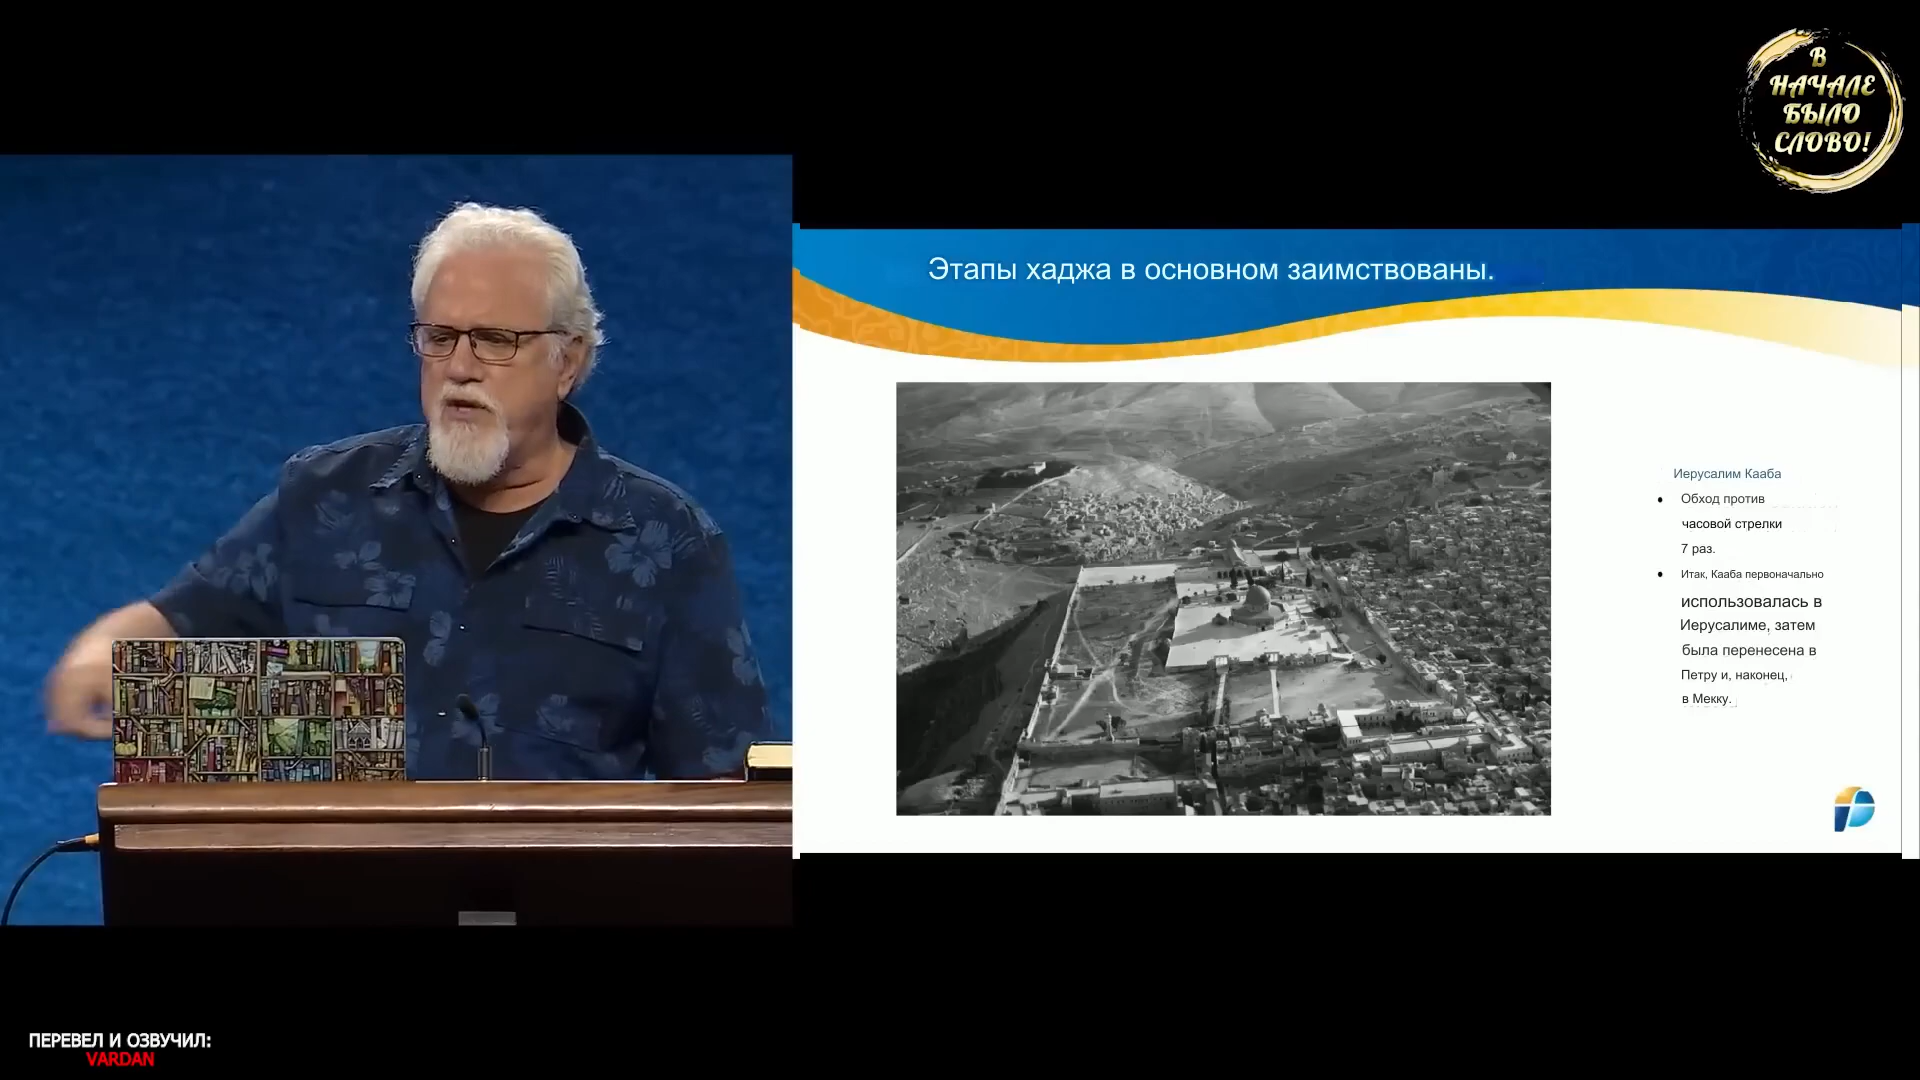 В
НАЧАЛЕ
БЫЛО
СЛОВО!
Этапы хаджа в основном заимствованы.
Иерусалим Кааба
• Обход против
часовой стрелки
7 раз.
• Итак, Кааба первоначально
использовалась в
Иерусалиме, затем
была перенесена в
Петру и, наконец,
в Мекку.
ПЕРЕВЕЛ И ОЗВУЧИЛ:
VARDAN